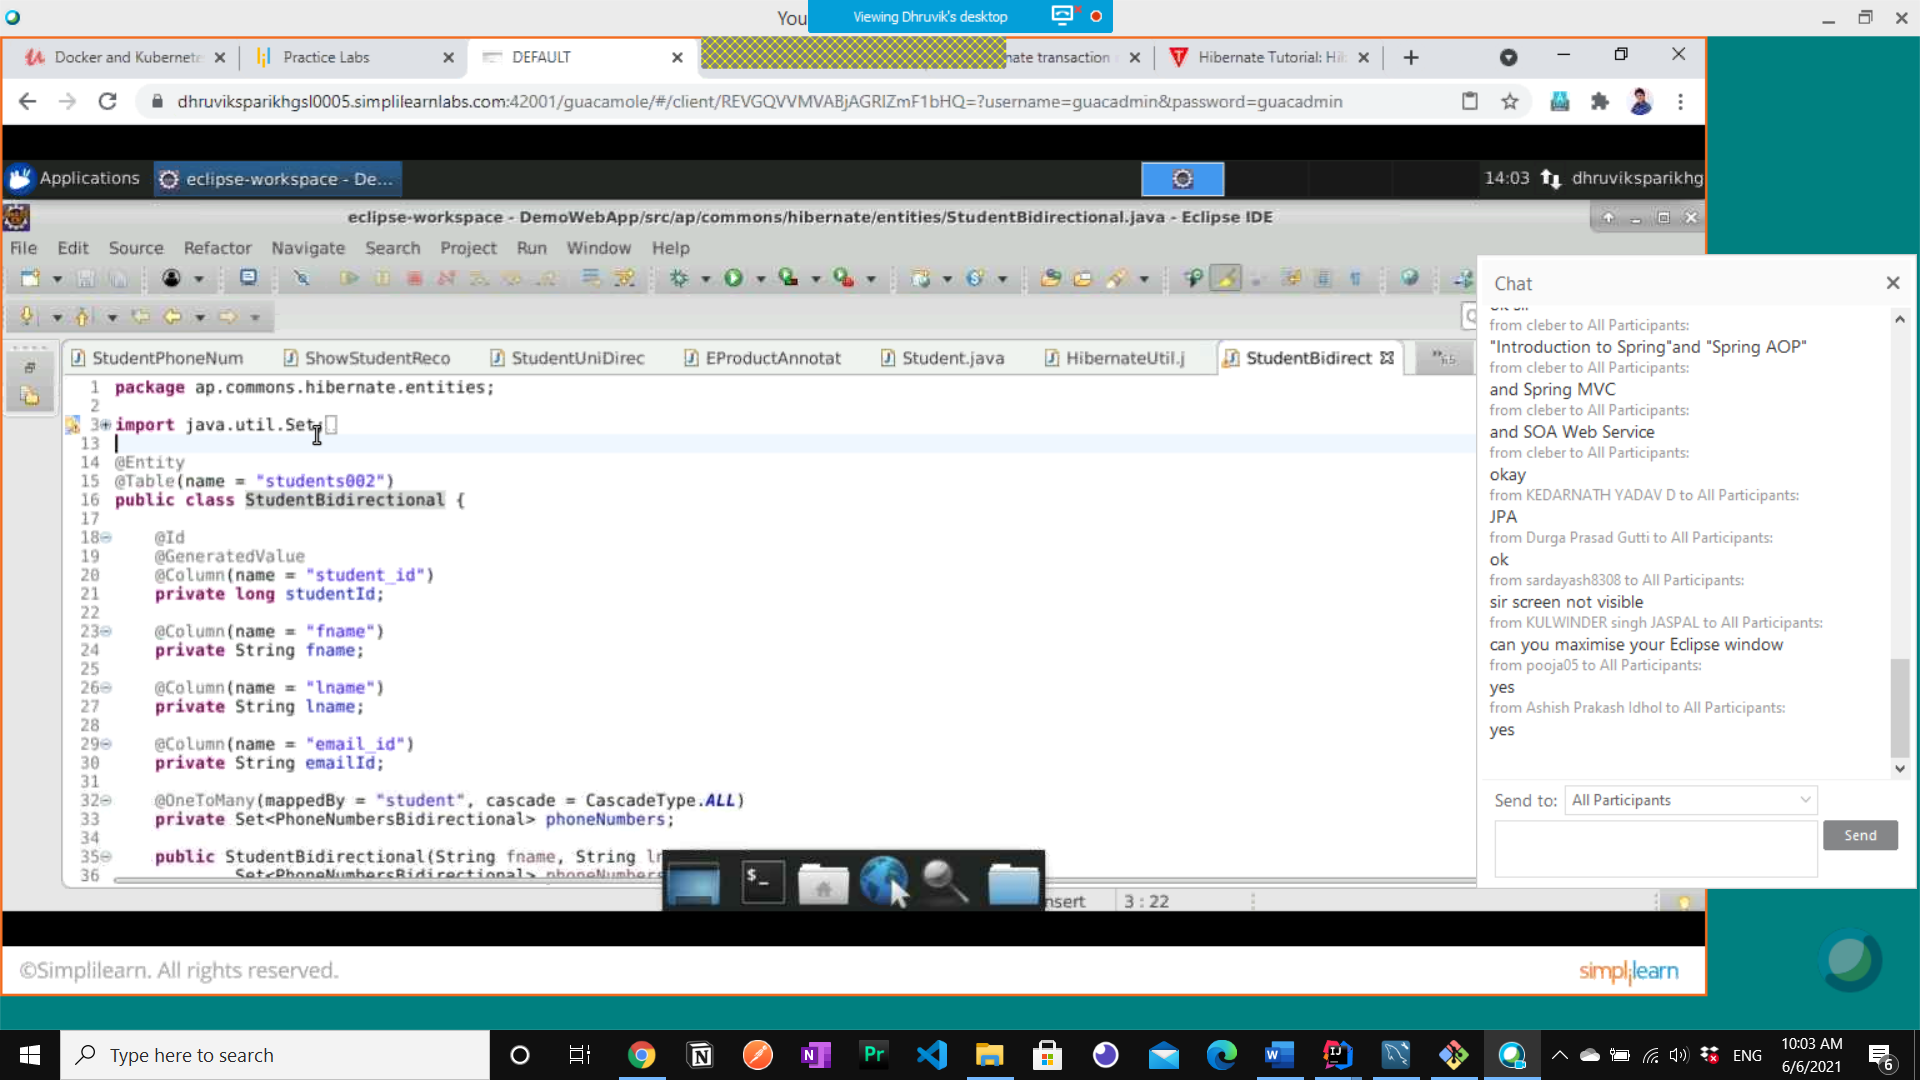 You
Viewing Dhruvik's desktop
Docker and Kubernete
Practice Labs
DEFAULT
nate transaction
Hibernate Tutorial: Hi
dhruviksparikhgsl0005.simplilearnlabs.com:42001/guacamole/#/client/REVGQVVMVABjAGRlZmF1bHQ=?username=guacadmin&password=guacadmin
Applications
eclipse-workspace - De...
14:03
dhruviksparikhg
eclipse-workspace - DemoWebApp/src/ap/commons/hibernate/entities/StudentBidirectional.java - Eclipse IDE
File Edit Source Refactor Navigate Search Project Run Window Help
StudentPhoneNum
ShowStudentReco
StudentUniDirec
EProductAnnotat
Student.java
HibernateUtil.j
StudentBidirect
1 package ap.commons.hibernate.entities;
2
3 import java.util.Set;
13
14 @Entity
15 @Table(name = "students002")
16 public class StudentBidirectional {
17
18 @Id
19 @GeneratedValue
20 @Column(name = "student_id")
21 private long studentId;
22
23 @Column(name = "fname")
24 private String fname;
25
26 @Column(name = "lname")
27 private String lname;
28
29 @Column(name = "email_id")
30 private String emailId;
31
32 @OneToMany(mappedBy = "student", cascade = CascadeType.ALL)
33 private Set<PhoneNumbersBidirectional> phoneNumbers;
34
35 public StudentBidirectional(String fname, String ln
36 Set<PhoneNumbersBidirectional> phoneNumbers
nsert
3 : 22
©Simplilearn. All rights reserved.
simplilearn
Chat
ok sir
from cleber to All Participants:
"Introduction to Spring"and "Spring AOP"
from cleber to All Participants:
and Spring MVC
from cleber to All Participants:
and SOA Web Service
from cleber to All Participants:
okay
from KEDARNATH YADAV D to All Participants:
JPA
from Durga Prasad Gutti to All Participants:
ok
from sardayash8308 to All Participants:
sir screen not visible
from KULWINDER singh JASPAL to All Participants:
can you maximise your Eclipse window
from pooja05 to All Participants:
yes
from Ashish Prakash Idhol to All Participants:
yes
Send to: All Participants
Send
Type here to search
ENG
10:03 AM
6/6/2021
6